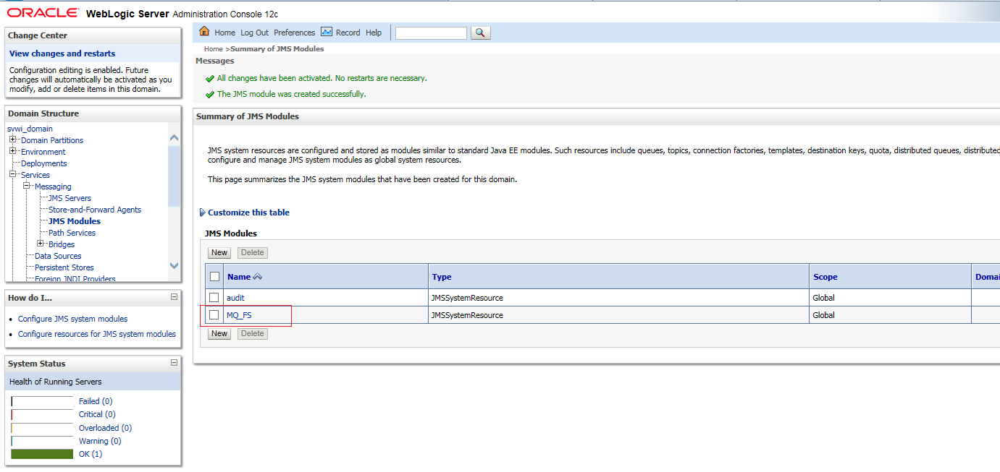 ORACLE WebLogic Server Administration Console 12c
Change Center
View changes and restarts
Configuration editing is enabled. Future
changes will automatically be activated as you
modify, add or delete items in this domain.
Domain Structure
svwi_domain
Domain Partitions
Environment
Deployments
Services
Messaging
JMS Servers
Store-and-Forward Agents
JMS Modules
Path Services
Bridges
Data Sources
Persistent Stores
Foreign JNDI Providers
How do I...
Configure JMS system modules
Configure resources for JMS system modules
System Status
Health of Running Servers
Failed (0)
Critical (0)
Overloaded (0)
Warning (0)
OK (1)
Home Log Out Preferences Record Help
Home >Summary of JMS Modules
Messages
All changes have been activated. No restarts are necessary.
The JMS module was created successfully.
Summary of JMS Modules
JMS system resources are configured and stored as modules similar to standard Java EE modules. Such resources include queues, topics, connection factories, templates, destination keys, quota, distributed queues, distributed
configure and manage JMS system modules as global system resources.
This page summarizes the JMS system modules that have been created for this domain.
Customize this table
JMS Modules
New Delete
Name Type Scope Domai
audit JMSSystemResource Global
MQ_FS JMSSystemResource Global
New Delete